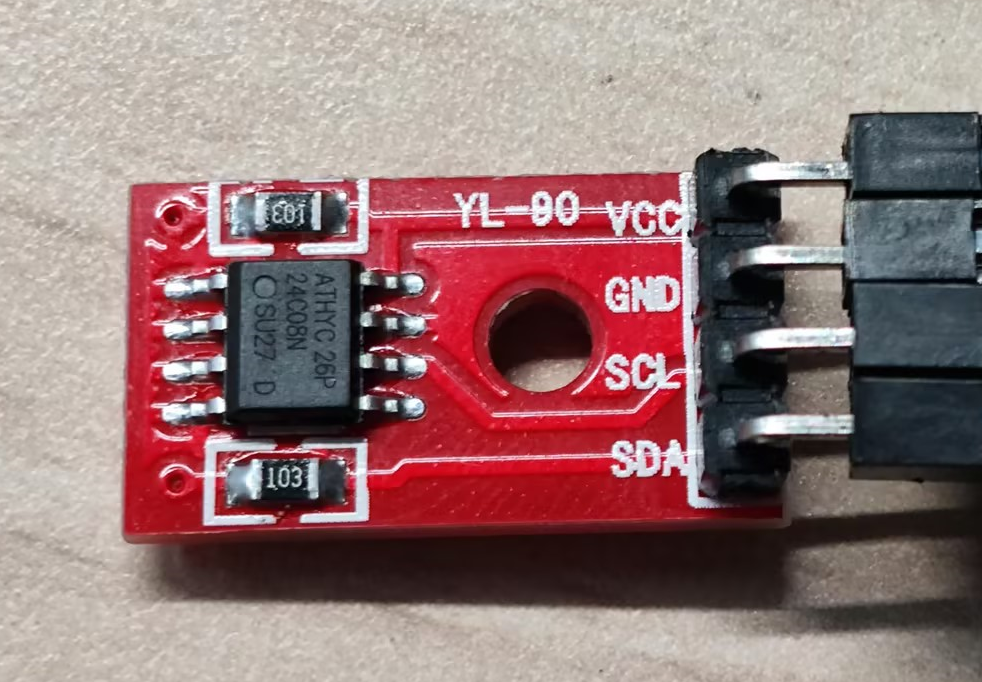 103
YL-90
VCC
GND
SCL
SDA
ATHYC 26P
24C08N
SU27 D
103